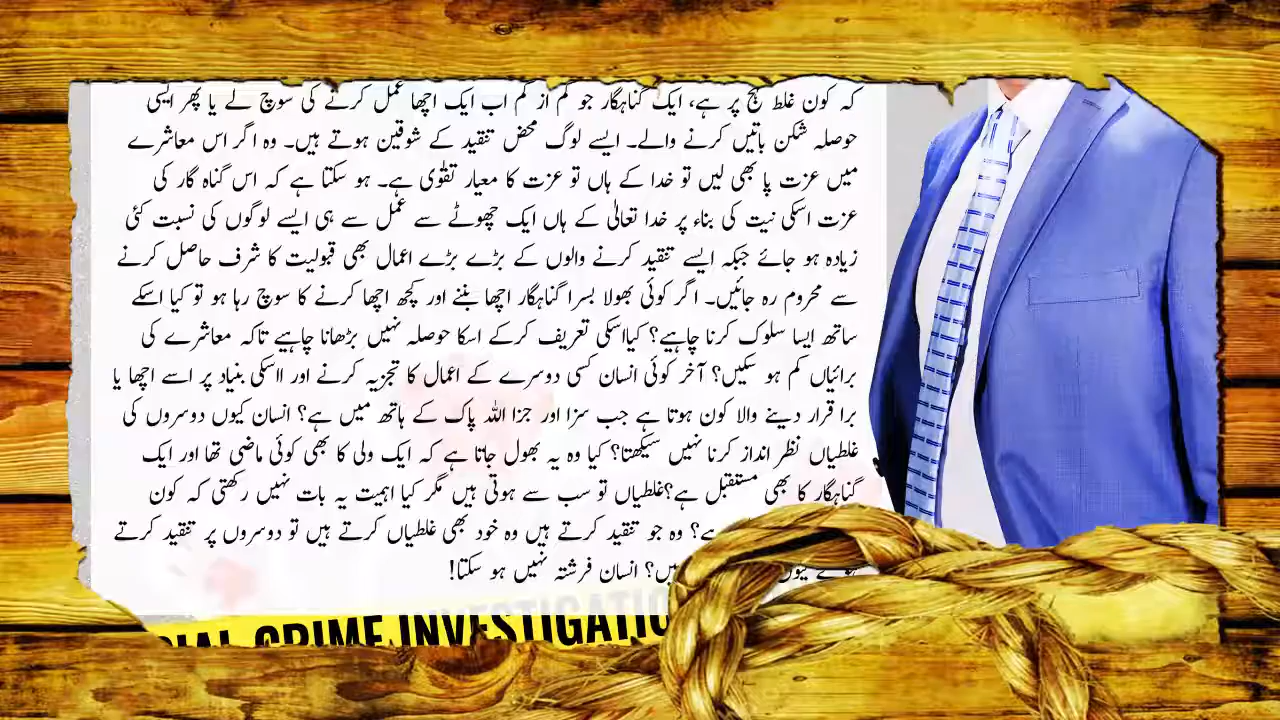 کہ کون غلط نہج پر ہے، ایک گناہگار جو کم از کم اب ایک اچھا عمل کرنے کی سوچ لے یا پھر ایسی
حوصلہ شکن باتیں کرنے والے۔ ایسے لوگ محض تنقید کے شوقین ہوتے ہیں۔ وہ اگر اس معاشرے
میں عزت پا بھی لیں تو خدا کے ہاں تو عزت کا معیار تقوٰی ہے۔ ہو سکتا ہے کہ اس گناہ گار کی
عزت اسکی نیت کی بناء پر خدا تعالیٰ کے ہاں ایک چھوٹے سے عمل سے ہی ایسے لوگوں کی نسبت کئی
زیادہ ہو جائے جبکہ ایسے تنقید کرنے والوں کے بڑے بڑے اعمال بھی قبولیت کا شرف حاصل کرنے
سے محروم رہ جائیں۔ اگر کوئی بھولا بسرا گناہگار اچھا بننے اور کچھ اچھا کرنے کا سوچ رہا ہو تو کیا اسکے
ساتھ ایسا سلوک کرنا چاہیے؟ کیااسکی تعریف کرکے اسکا حوصلہ نہیں بڑھانا چاہیے تاکہ معاشرے کی
برائیاں کم ہو سکیں؟ آخر کوئی انسان کسی دوسرے کے اعمال کا تجزیہ کرنے اور ااسکی بنیاد پر اسے اچھا یا
برا قرار دینے والا کون ہوتا ہے جب سزا اور جزا اللہ پاک کے ہاتھ میں ہے؟ انسان کیوں دوسروں کی
غلطیاں نظر انداز کرنا نہیں سیکھتا؟ کیا وہ یہ بھول جاتا ہے کہ ایک ولی کا بھی کوئی ماضی تھا اور ایک
گناہگار کا بھی مستقبل ہے؟غلطیاں تو سب سے ہوتی ہیں مگر کیا اہمیت یہ بات نہیں رکھتی کہ کون
ہے؟ وہ جو تنقید کرتے ہیں وہ خود بھی غلطیاں کرتے ہیں تو دوسروں پر تنقید کرتے
ہوئے ہیں؟ انسان فرشتہ نہیں ہو سکتا!
CRIME INVESTIGATIO